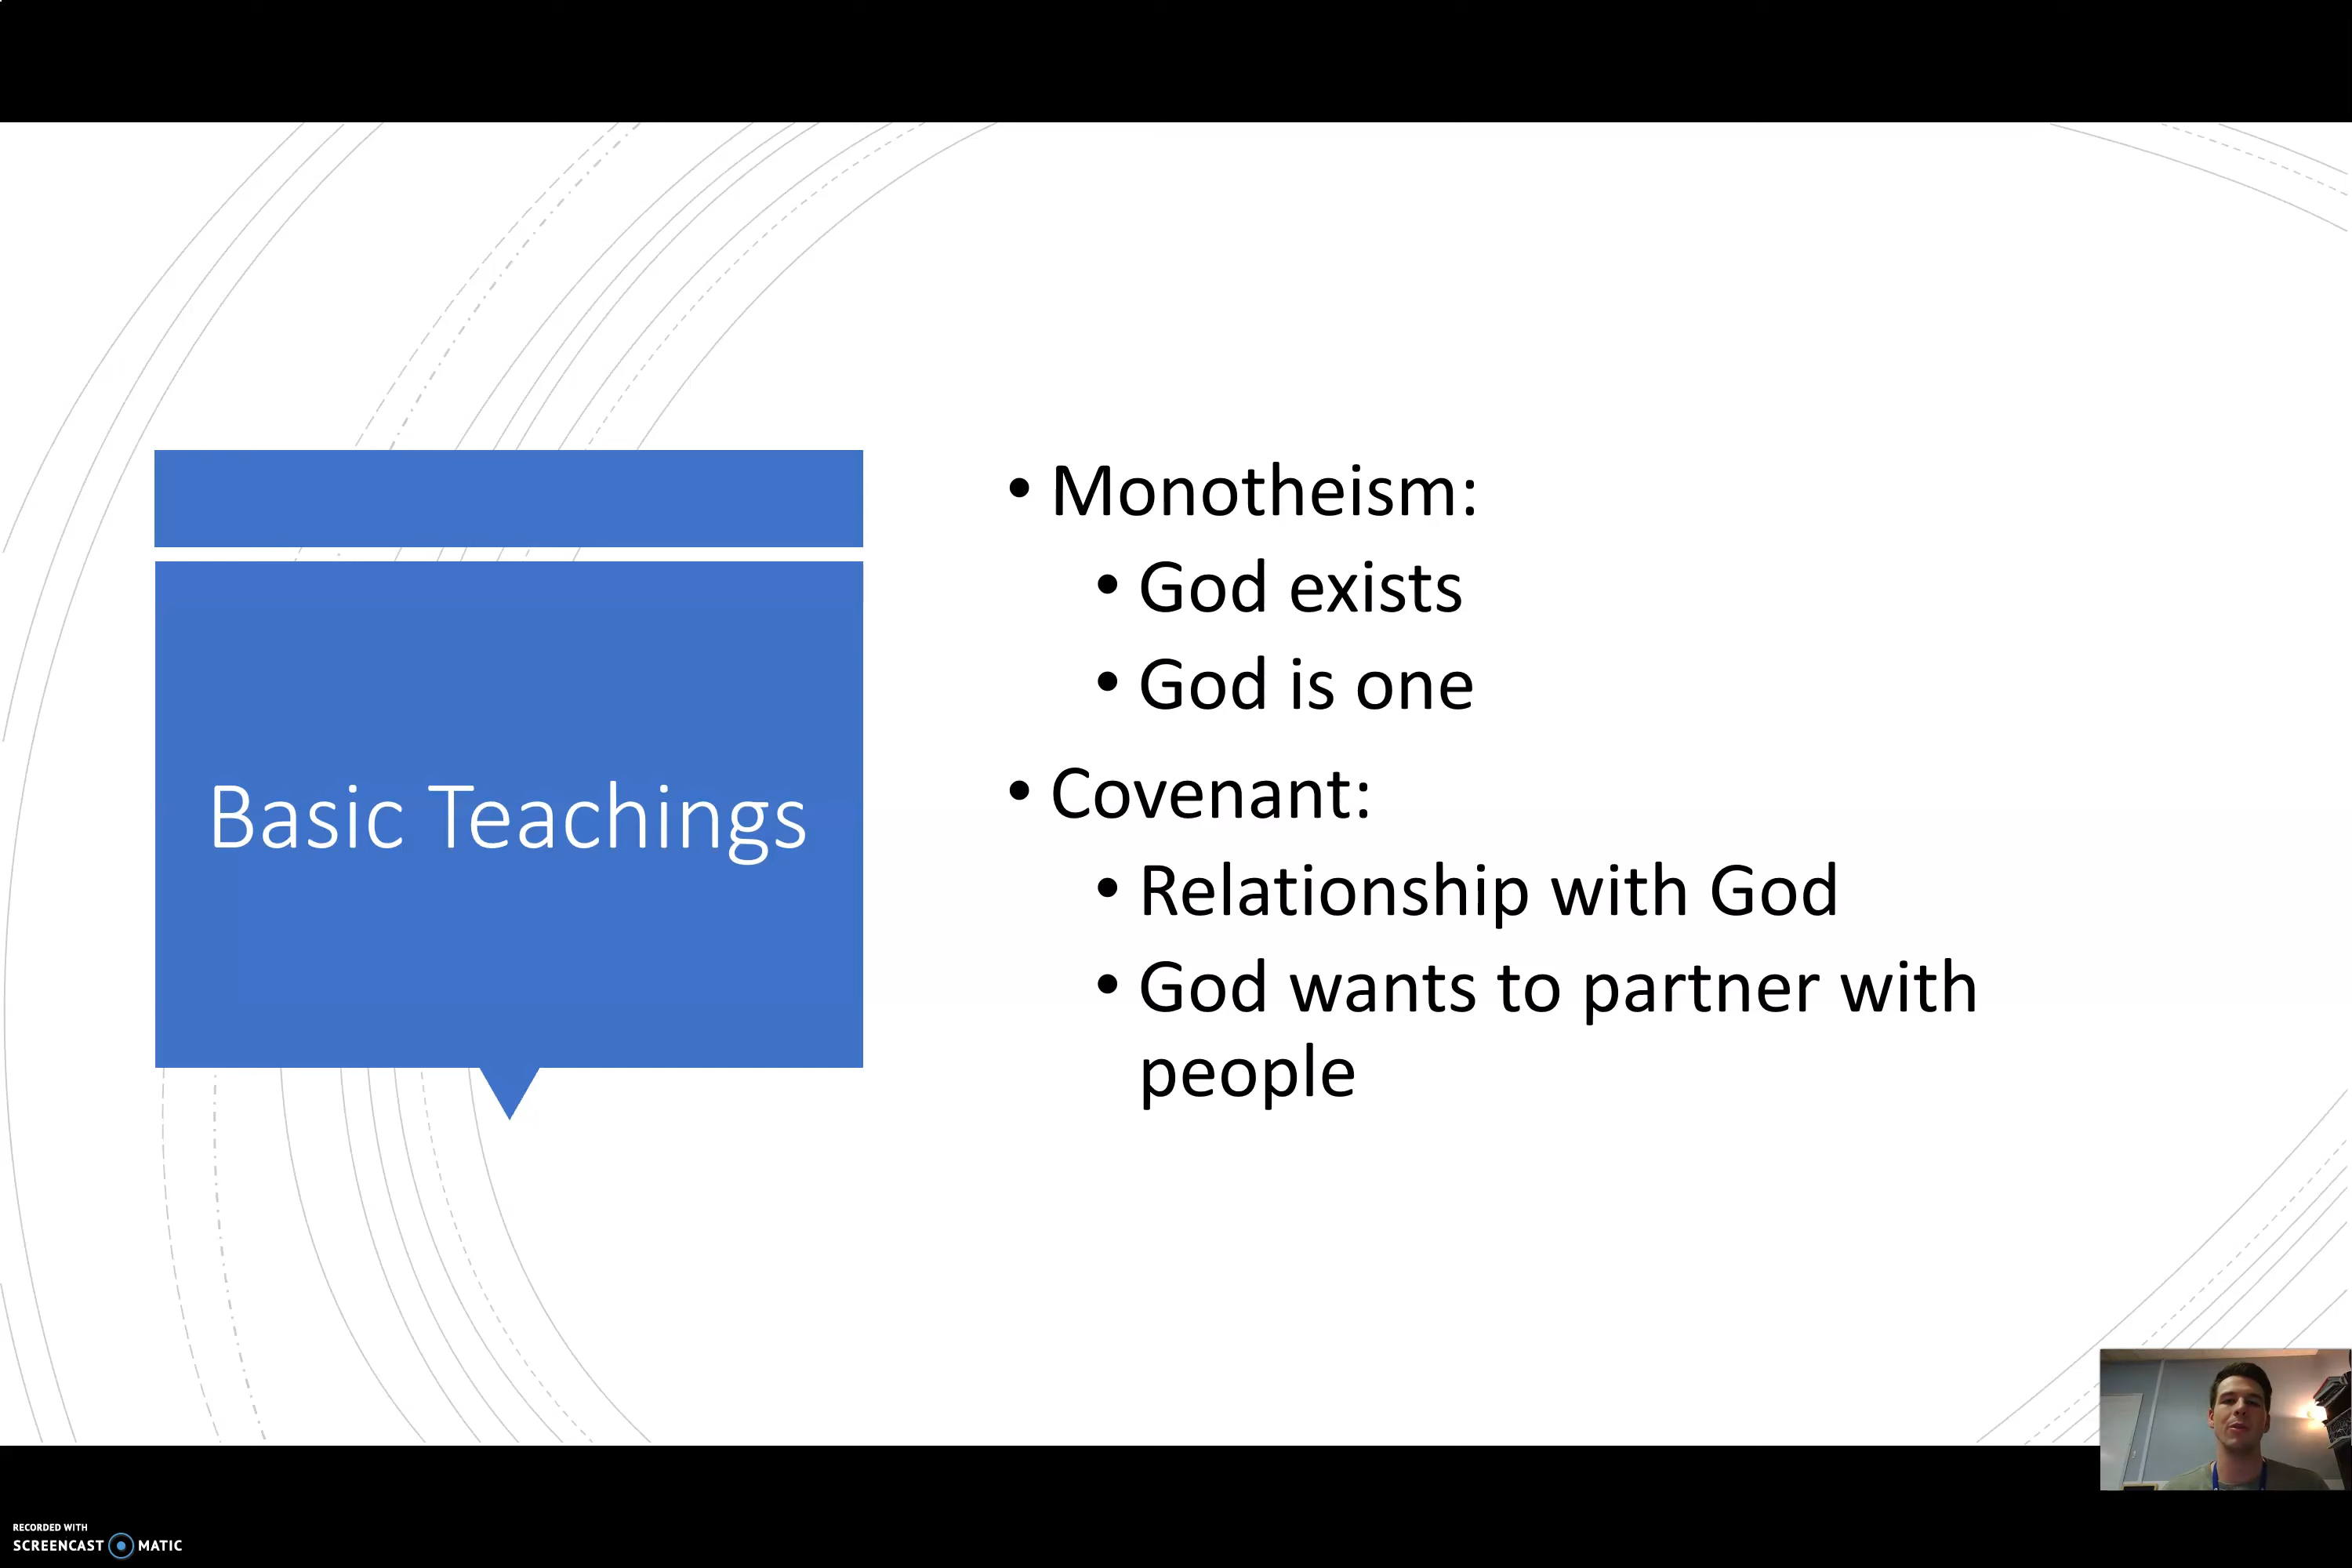 Basic Teachings
• Monotheism:
• God exists
• God is one
• Covenant:
• Relationship with God
• God wants to partner with
people
RECORDED WITH
SCREENCAST MATIC